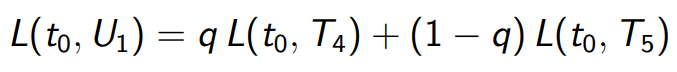 L(t₀, U₁) = q L(t₀, T₄) + (1 − q) L(t₀, T₅)